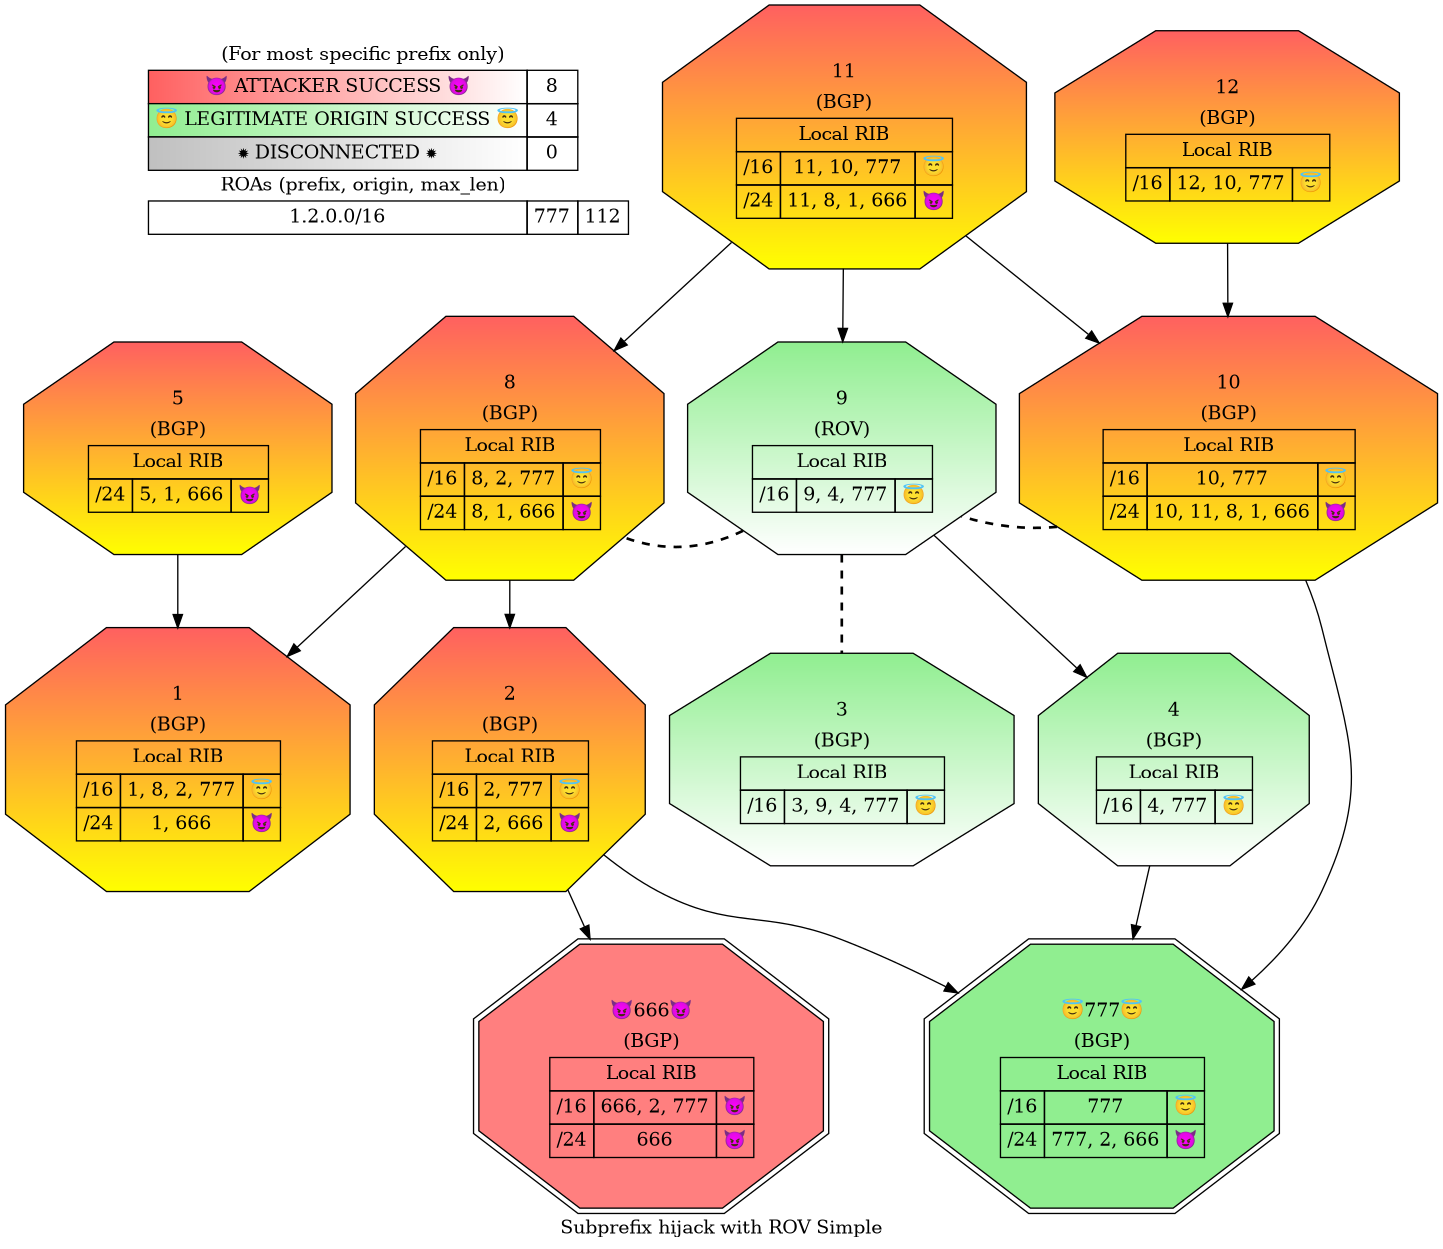 (For most specific prefix only)
😈 ATTACKER SUCCESS 😈 8
😇 LEGITIMATE ORIGIN SUCCESS 😇 4
✹ DISCONNECTED ✹ 0
ROAs (prefix, origin, max_len)
1.2.0.0/16 777 112
11
(BGP)
Local RIB
/16 11, 10, 777 😇
/24 11, 8, 1, 666 😈
12
(BGP)
Local RIB
/16 12, 10, 777 😇
5
(BGP)
Local RIB
/24 5, 1, 666 😈
8
(BGP)
Local RIB
/16 8, 2, 777 😇
/24 8, 1, 666 😈
9
(ROV)
Local RIB
/16 9, 4, 777 😇
10
(BGP)
Local RIB
/16 10, 777 😇
/24 10, 11, 8, 1, 666 😈
1
(BGP)
Local RIB
/16 1, 8, 2, 777 😇
/24 1, 666 😈
2
(BGP)
Local RIB
/16 2, 777 😇
/24 2, 666 😈
3
(BGP)
Local RIB
/16 3, 9, 4, 777 😇
4
(BGP)
Local RIB
/16 4, 777 😇
😈666😈
(BGP)
Local RIB
/16 666, 2, 777 😈
/24 666 😈
😇777😇
(BGP)
Local RIB
/16 777 😇
/24 777, 2, 666 😈
Subprefix hijack with ROV Simple